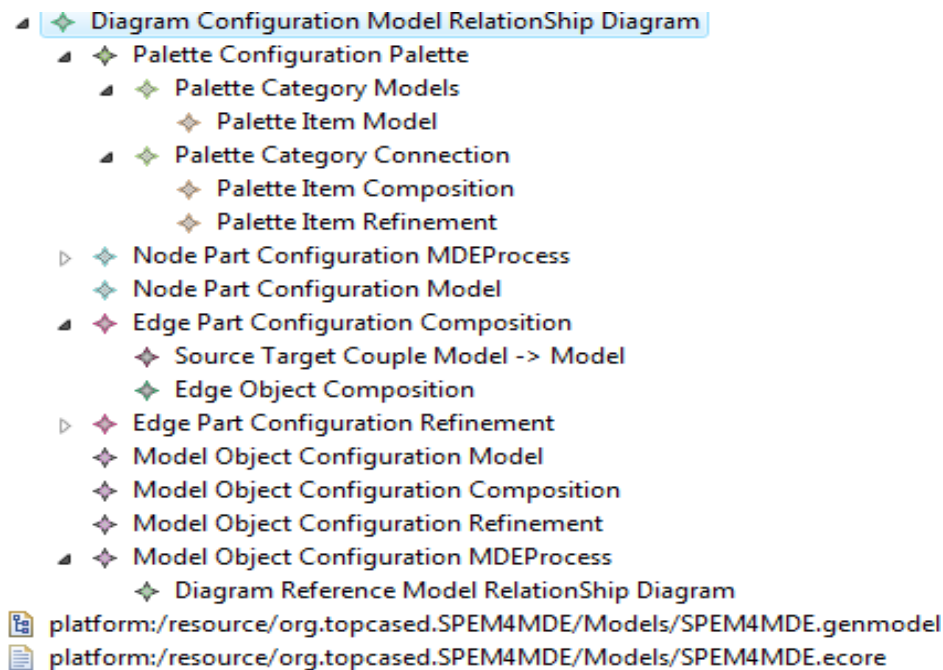 Diagram Configuration Model RelationShip Diagram
Palette Configuration Palette
Palette Category Models
Palette Item Model
Palette Category Connection
Palette Item Composition
Palette Item Refinement
Node Part Configuration MDEProcess
Node Part Configuration Model
Edge Part Configuration Composition
Source Target Couple Model -> Model
Edge Object Composition
Edge Part Configuration Refinement
Model Object Configuration Model
Model Object Configuration Composition
Model Object Configuration Refinement
Model Object Configuration MDEProcess
Diagram Reference Model RelationShip Diagram
platform:/resource/org.topcased.SPEM4MDE/Models/SPEM4MDE.genmodel
platform:/resource/org.topcased.SPEM4MDE/Models/SPEM4MDE.ecore